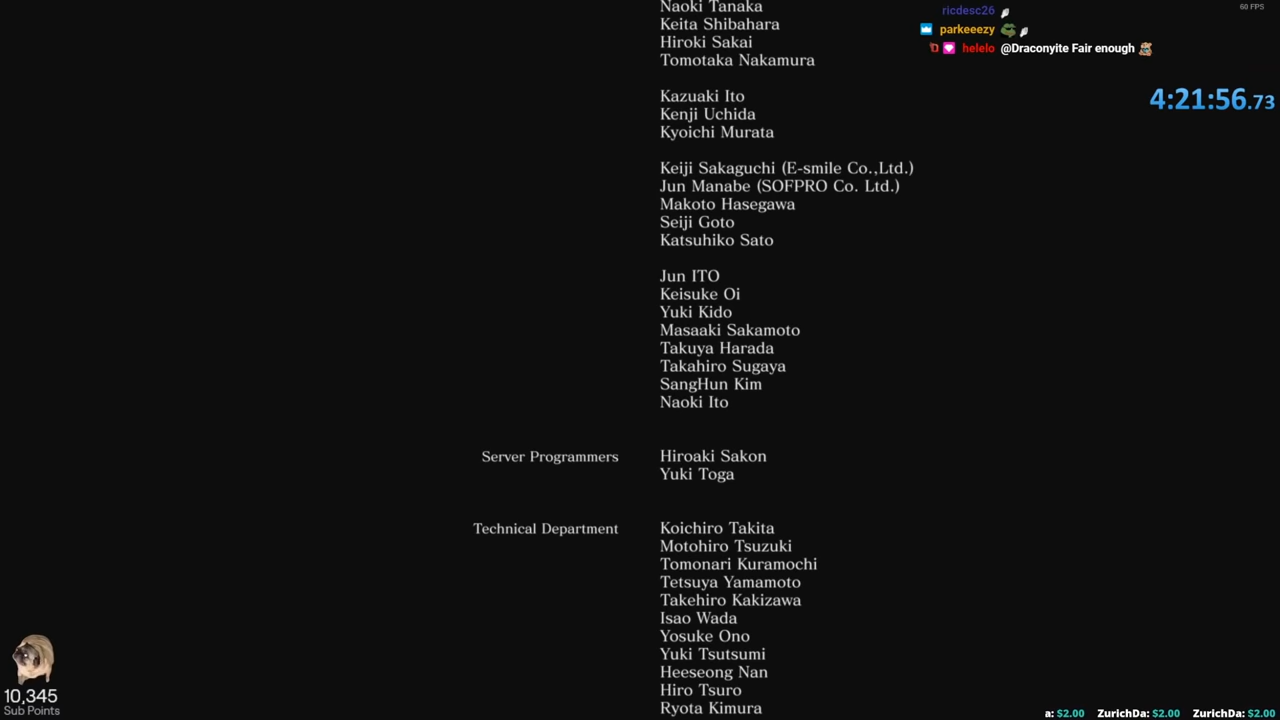 Naoki Tanaka
Keita Shibahara
Hiroki Sakai
Tomotaka Nakamura
Kazuaki Ito
Kenji Uchida
Kyoichi Murata
Keiji Sakaguchi (E-smile Co.,Ltd.)
Jun Manabe (SOFPRO Co. Ltd.)
Makoto Hasegawa
Seiji Goto
Katsuhiko Sato
Jun ITO
Keisuke Oi
Yuki Kido
Masaaki Sakamoto
Takuya Harada
Takahiro Sugaya
SangHun Kim
Naoki Ito
Server Programmers Hiroaki Sakon
Yuki Toga
Technical Department Koichiro Takita
Motohiro Tsuzuki
Tomonari Kuramochi
Tetsuya Yamamoto
Takehiro Kakizawa
Isao Wada
Yosuke Ono
Yuki Tsutsumi
Heeseong Nan
Hiro Tsuro
Ryota Kimura
ricdesc26
parkeeezy
helelo @Draconyite Fair enough
60 FPS
4:21:56.73
10,345
Sub Points
a: $2.00 ZurichDa: $2.00 ZurichDa: $2.00